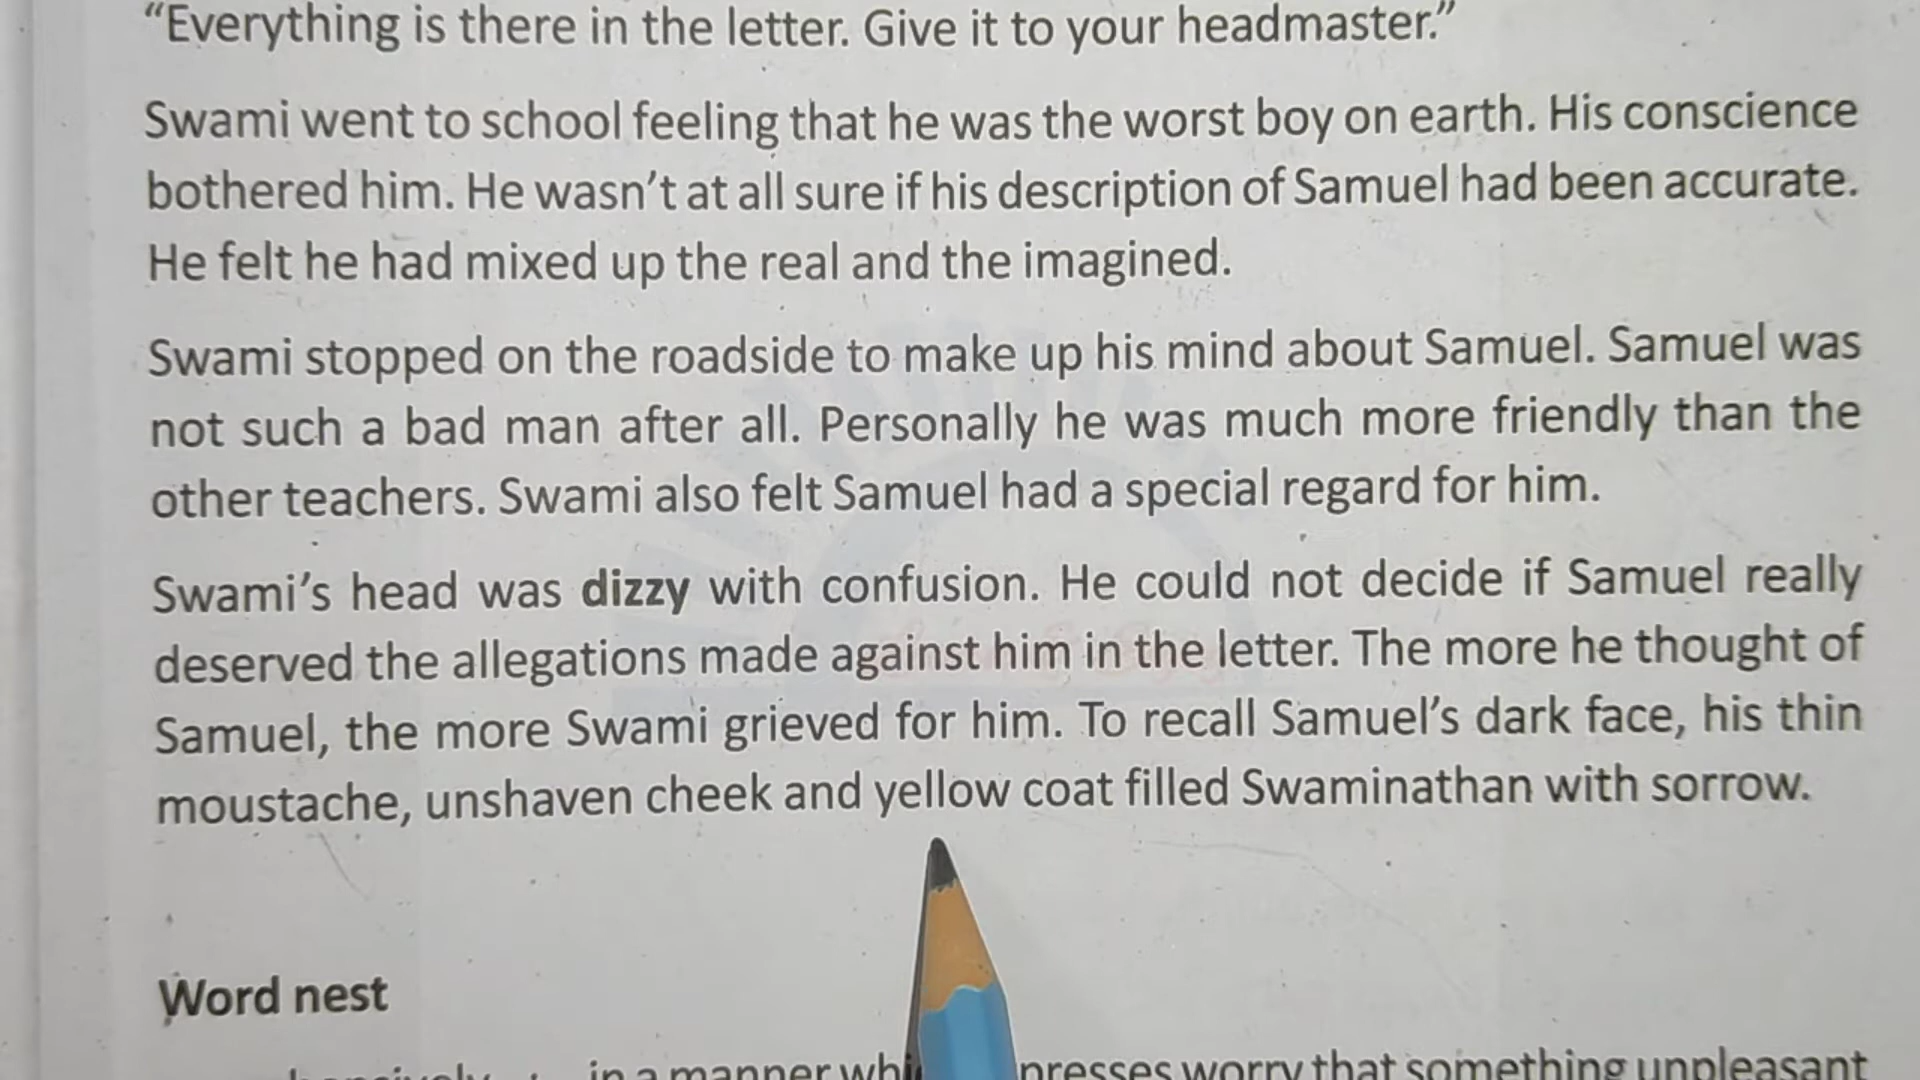 “Everything is there in the letter. Give it to your headmaster.”
Swami went to school feeling that he was the worst boy on earth. His conscience
bothered him. He wasn’t at all sure if his description of Samuel had been accurate.
He felt he had mixed up the real and the imagined.
Swami stopped on the roadside to make up his mind about Samuel. Samuel was
not such a bad man after all. Personally he was much more friendly than the
other teachers. Swami also felt Samuel had a special regard for him.
Swami’s head was dizzy with confusion. He could not decide if Samuel really
deserved the allegations made against him in the letter. The more he thought of
Samuel, the more Swami grieved for him. To recall Samuel’s dark face, his thin
moustache, unshaven cheek and yellow coat filled Swaminathan with sorrow.
Word nest
in a manner worry that something unpleasant